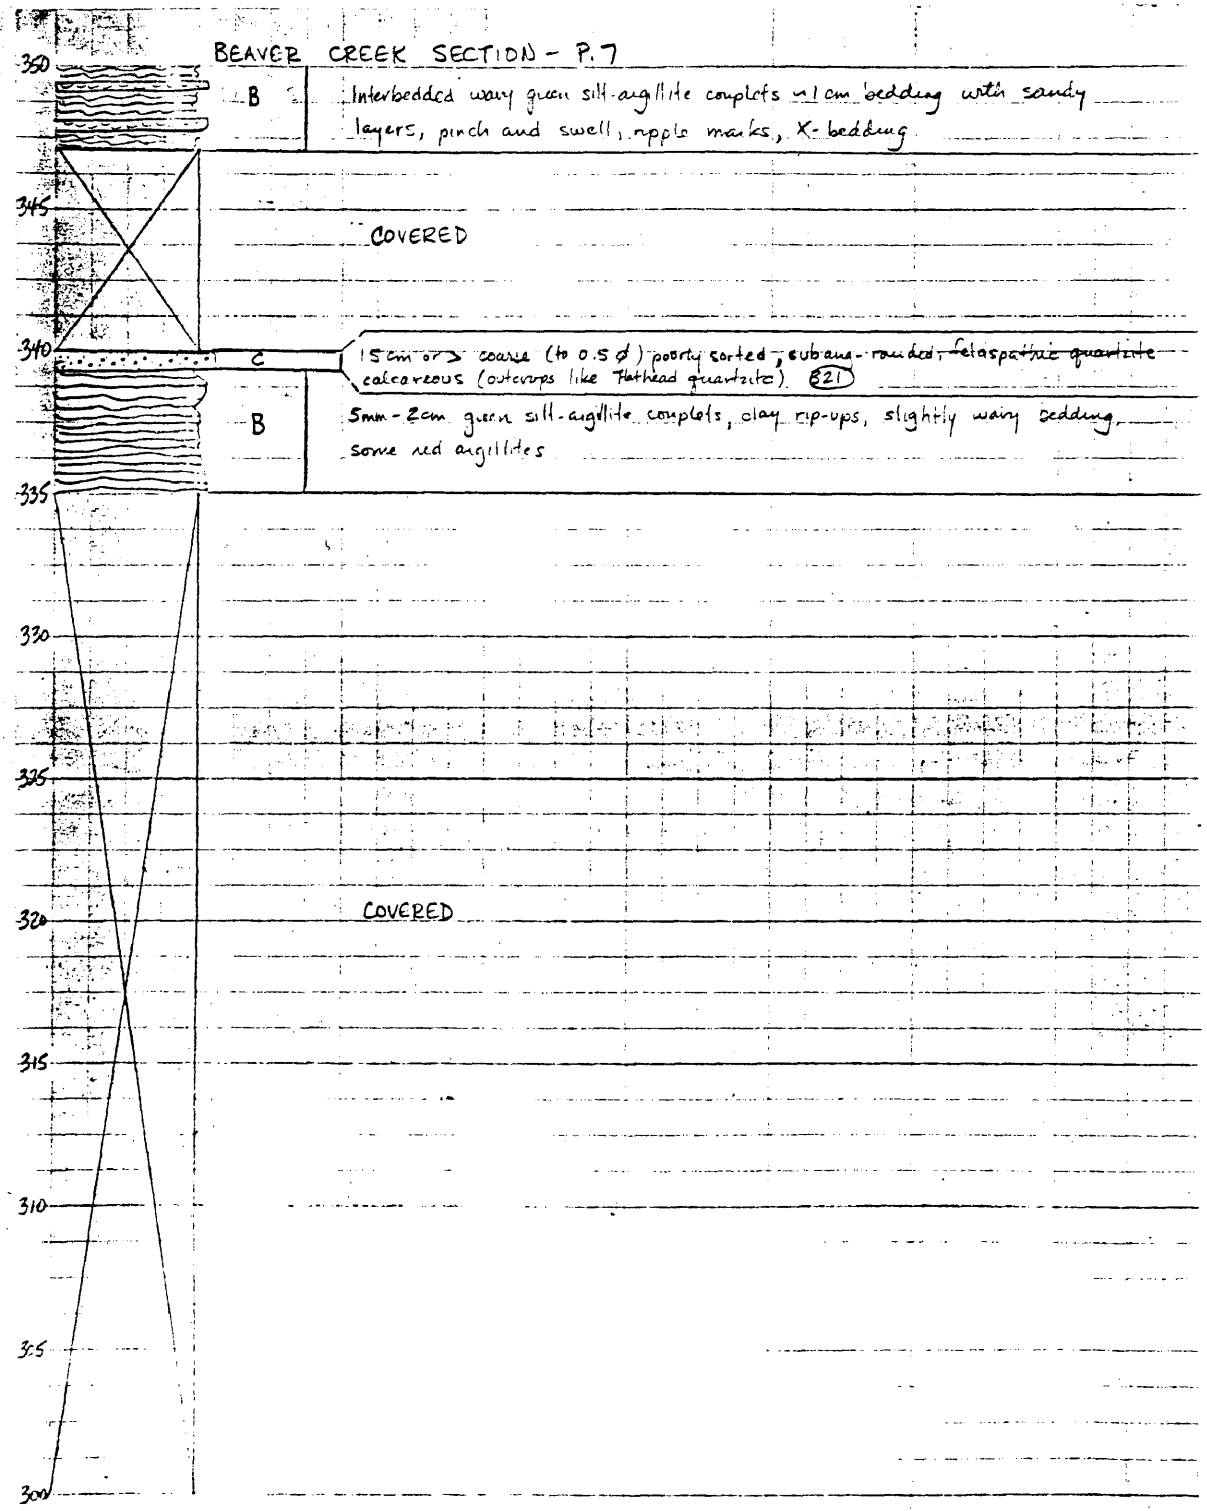 BEAVER CREEK SECTION - P.7
350
B
Interbedded wavy green silt-argillite couplets ~1cm bedding with sandy
layers, pinch and swell, ripple marks, X-bedding
345
COVERED
340
C
15cm or > coarse (to 0.5 ø) poorly sorted, subang-rounded, feldspathic quartzite
calcareous (outcrops like Flathead quartzite) B21
B
5mm-2cm green silt-argillite couplets, clay rip-ups, slightly wavy bedding,
some red argillites
335
330
325
320
COVERED
315
310
305
300